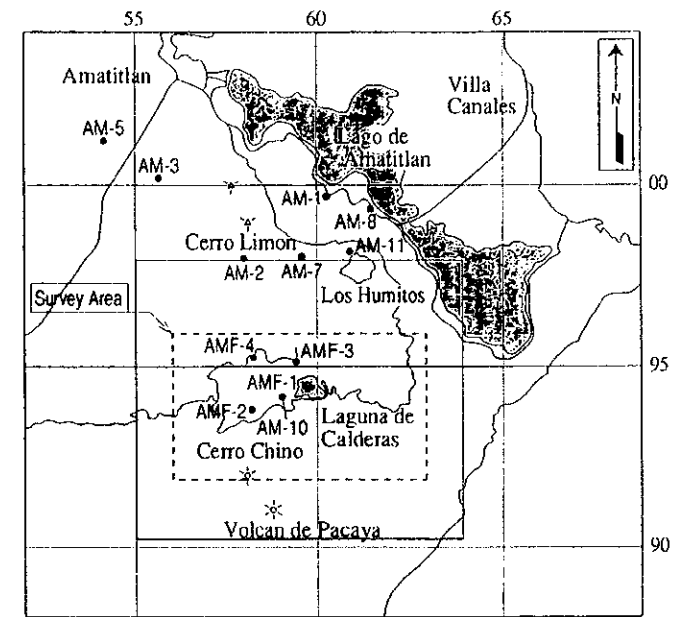 55
60
65
Amatitlan
Villa
Canales
N
AM-5
Lago de
Amatitlan
AM-3
00
AM-1
AM-8
Cerro Limon
AM-11
AM-2
AM-7
Los Humitos
Survey Area
AMF-4
AMF-3
95
AMF-1
AMF-2
Laguna de
Calderas
AM-10
Cerro Chino
Volcan de Pacaya
90